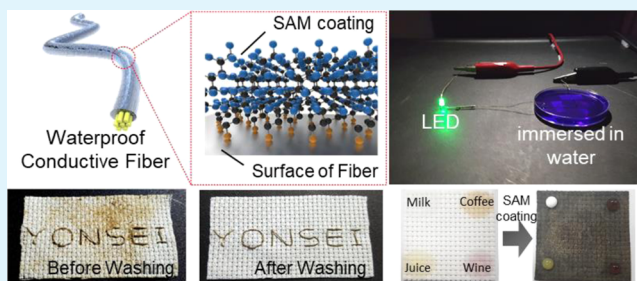 SAM coating
Waterproof
Conductive Fiber
Surface of Fiber
LED
immersed in
water
YONSEI
Before Washing
YONSEI
After Washing
Milk
Coffee
Juice
Wine
SAM
coating